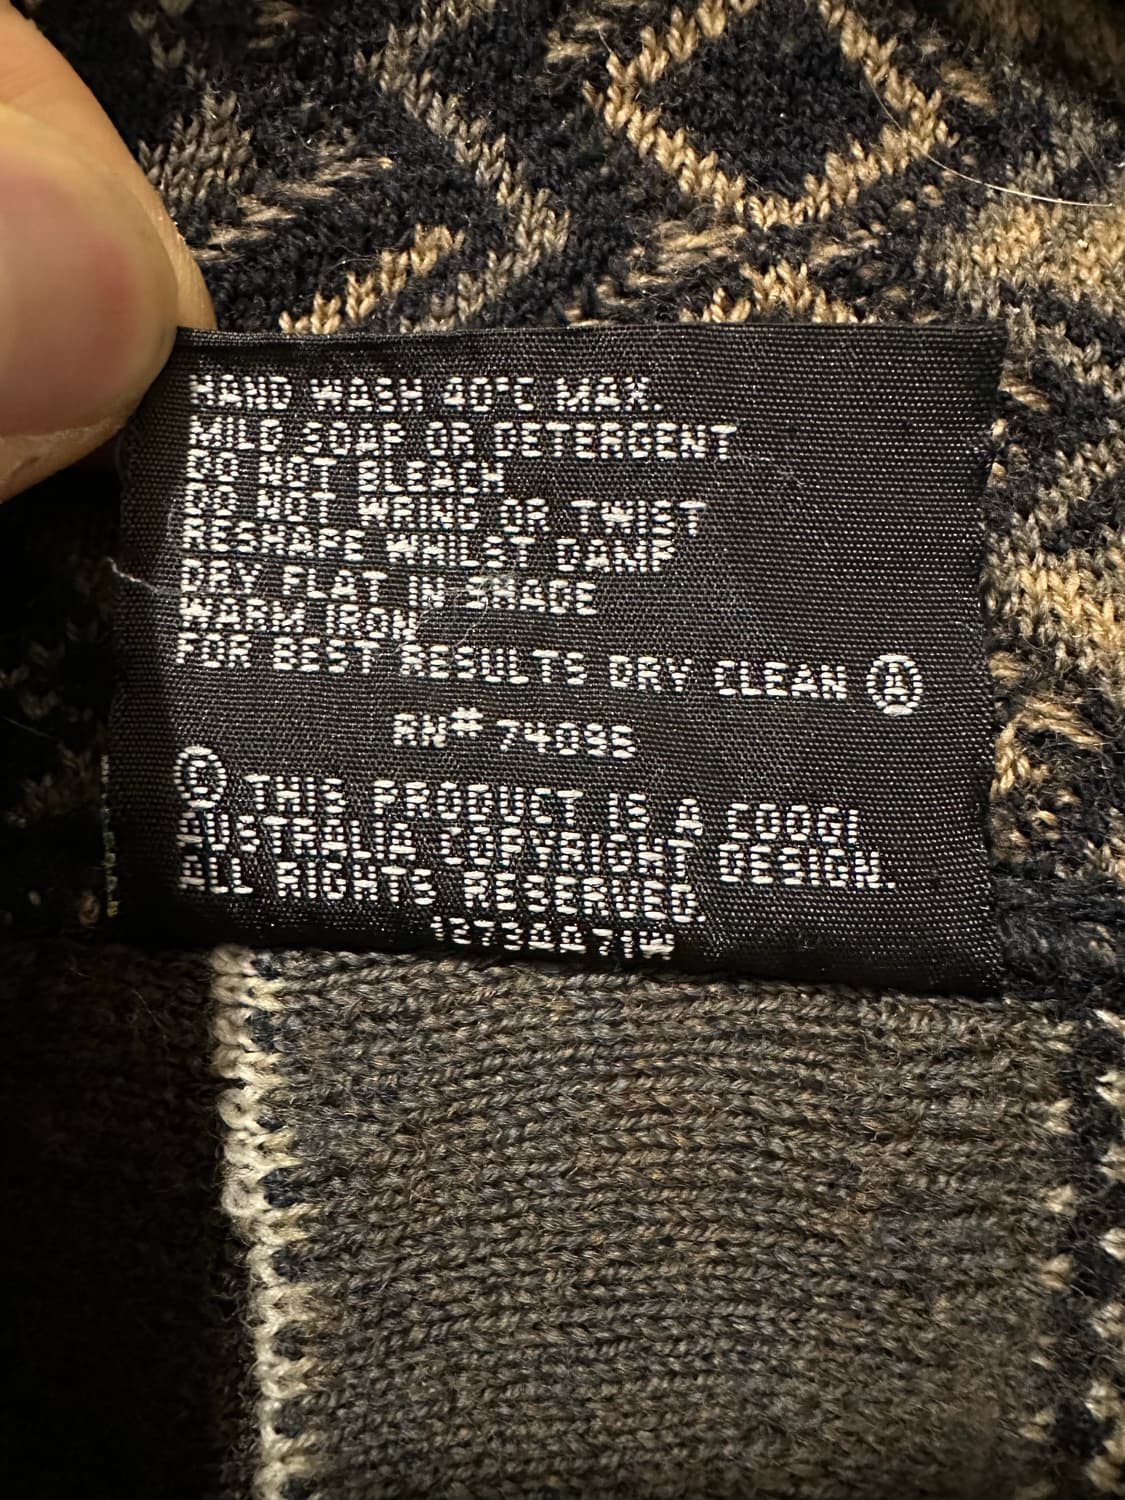 HAND WASH 40°C MAX.
MILD SOAP OR DETERGENT
DO NOT BLEACH
DO NOT WRING OR TWIST
RESHAPE WHILST DAMP
DRY FLAT IN SHADE
WARM IRON
FOR BEST RESULTS DRY CLEAN Ⓐ
RN# 74095
© THIS PRODUCT IS A COOGI
AUSTRALIA COPYRIGHT DESIGN.
ALL RIGHTS RESERVED.